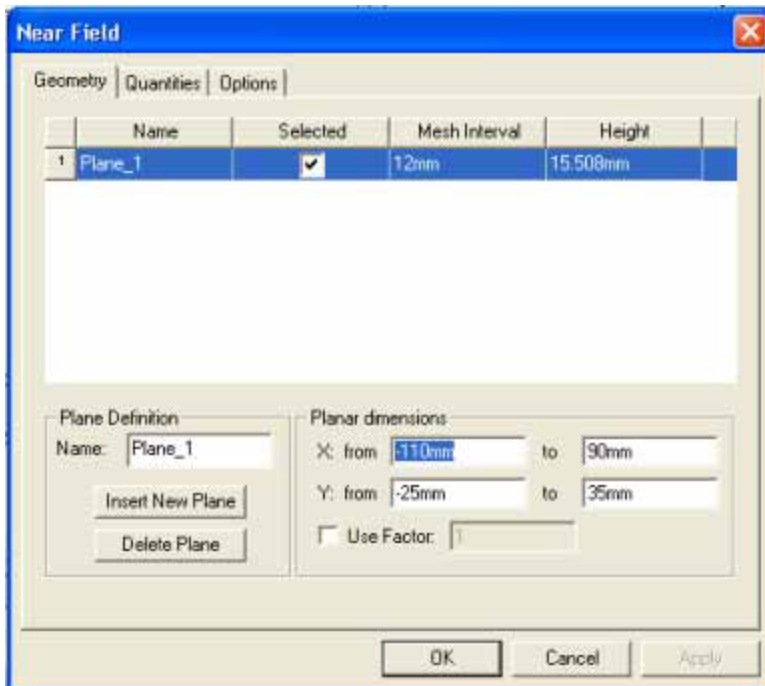 Near Field
Geometry Quantities Options
Name Selected Mesh Interval Height
1 Plane_1 12mm 15.508mm
Plane Definition
Name: Plane_1
Insert New Plane
Delete Plane
Planar dimensions
X: from -110mm to 90mm
Y: from -25mm to 35mm
Use Factor: 1
OK Cancel Apply